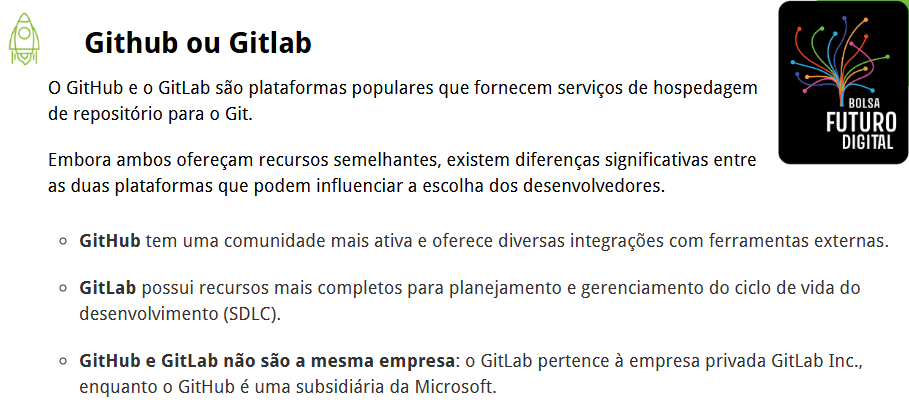 Github ou Gitlab
O GitHub e o GitLab são plataformas populares que fornecem serviços de hospedagem
de repositório para o Git.
Embora ambos ofereçam recursos semelhantes, existem diferenças significativas entre
as duas plataformas que podem influenciar a escolha dos desenvolvedores.
GitHub tem uma comunidade mais ativa e oferece diversas integrações com ferramentas externas.
GitLab possui recursos mais completos para planejamento e gerenciamento do ciclo de vida do
desenvolvimento (SDLC).
GitHub e GitLab não são a mesma empresa: o GitLab pertence à empresa privada GitLab Inc.,
enquanto o GitHub é uma subsidiária da Microsoft.
BOLSA
FUTURO
DIGITAL